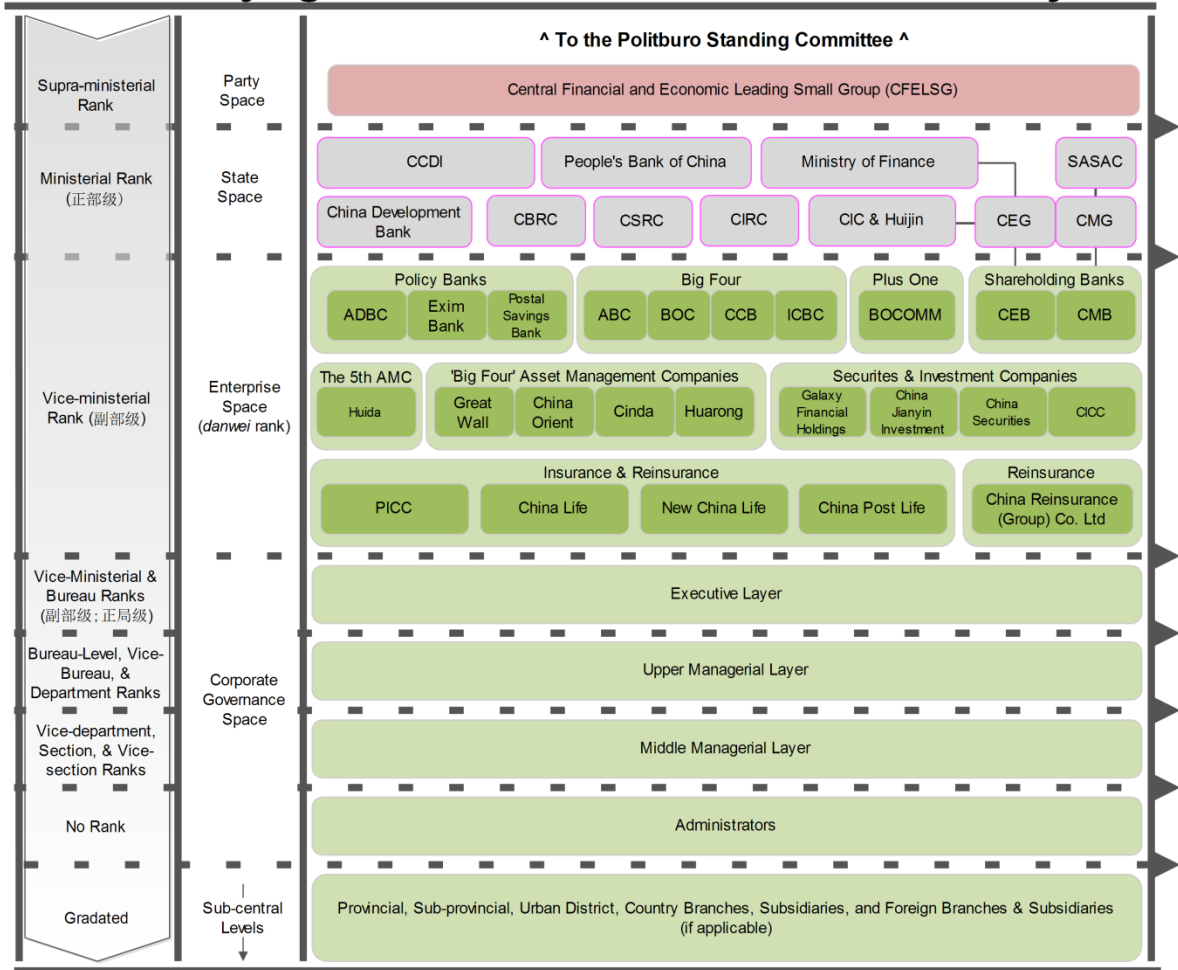 ^ To the Politburo Standing Committee ^
Supra-ministerial
Rank
Party
Space
Central Financial and Economic Leading Small Group (CFELSG)
Ministerial Rank
(正部级)
State
Space
CCDI
People's Bank of China
Ministry of Finance
SASAC
China Development
Bank
CBRC
CSRC
CIRC
CIC & Huijin
CEG
CMG
Vice-ministerial
Rank (副部级)
Enterprise
Space
(danwei rank)
Policy Banks
ADBC
Exim
Bank
Postal
Savings
Bank
Big Four
ABC
BOC
CCB
ICBC
Plus One
BOCOMM
Shareholding Banks
CEB
CMB
The 5th AMC
Huida
'Big Four' Asset Management Companies
Great
Wall
China
Orient
Cinda
Huarong
Securites & Investment Companies
Galaxy
Financial
Holdings
China
Jianyin
Investment
China
Securities
CICC
Insurance & Reinsurance
PICC
China Life
New China Life
China Post Life
Reinsurance
China Reinsurance
(Group) Co. Ltd
Vice-Ministerial &
Bureau Ranks
(副部级; 正局级)
Corporate
Governance
Space
Executive Layer
Bureau-Level, Vice-
Bureau, &
Department Ranks
Upper Managerial Layer
Vice-department,
Section, & Vice-
section Ranks
Middle Managerial Layer
No Rank
Administrators
Gradated
Sub-central
Levels
Provincial, Sub-provincial, Urban District, Country Branches, Subsidiaries, and Foreign Branches & Subsidiaries
(if applicable)